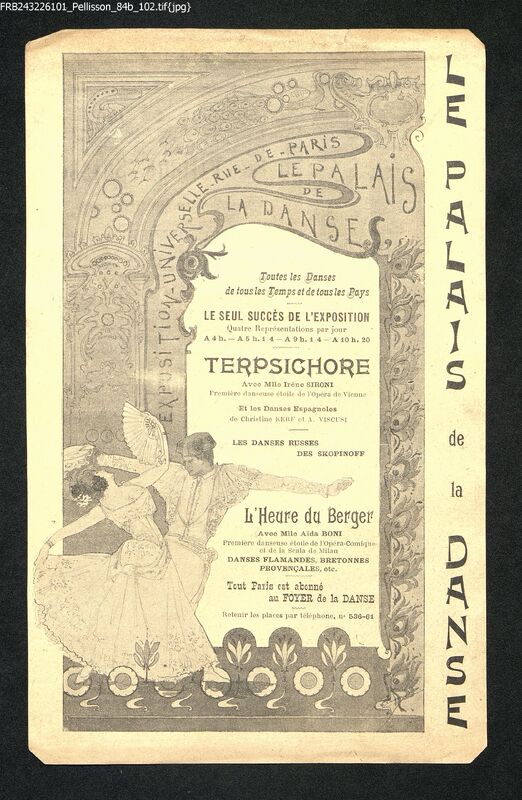 FRB243226101_Pellisson_84b_102.tif{jpg}
EXPOSITION-UNIVERSELLE-RUE-DE-PARIS
LE PALAIS
DE
LA DANSE
Toutes les Danses
de tous les Temps et de tous les Pays
LE SEUL SUCCÈS DE L'EXPOSITION
Quatre Représentations par jour
A 4 h. — A 5 h. 1 4 — A 9 h. 1 4 — A 10 h. 20
TERPSICHORE
Avec Mlle Irène SIRONI
Première danseuse étoile de l'Opéra de Vienne
Et les Danses Espagnoles
de Christine KERF et A. VISCUSI
LES DANSES RUSSES
DES SKOPINOFF
L'Heure du Berger
Avec Mlle Aïda BONI
Première danseuse étoile de l'Opéra-Comique
et de la Scala de Milan
DANSES FLAMANDES, BRETONNES
PROVENÇALES, etc.
Tout Paris est abonné
au FOYER de la DANSE
Retenir les places par téléphone, nº 536-61
LE PALAIS de la DANSE